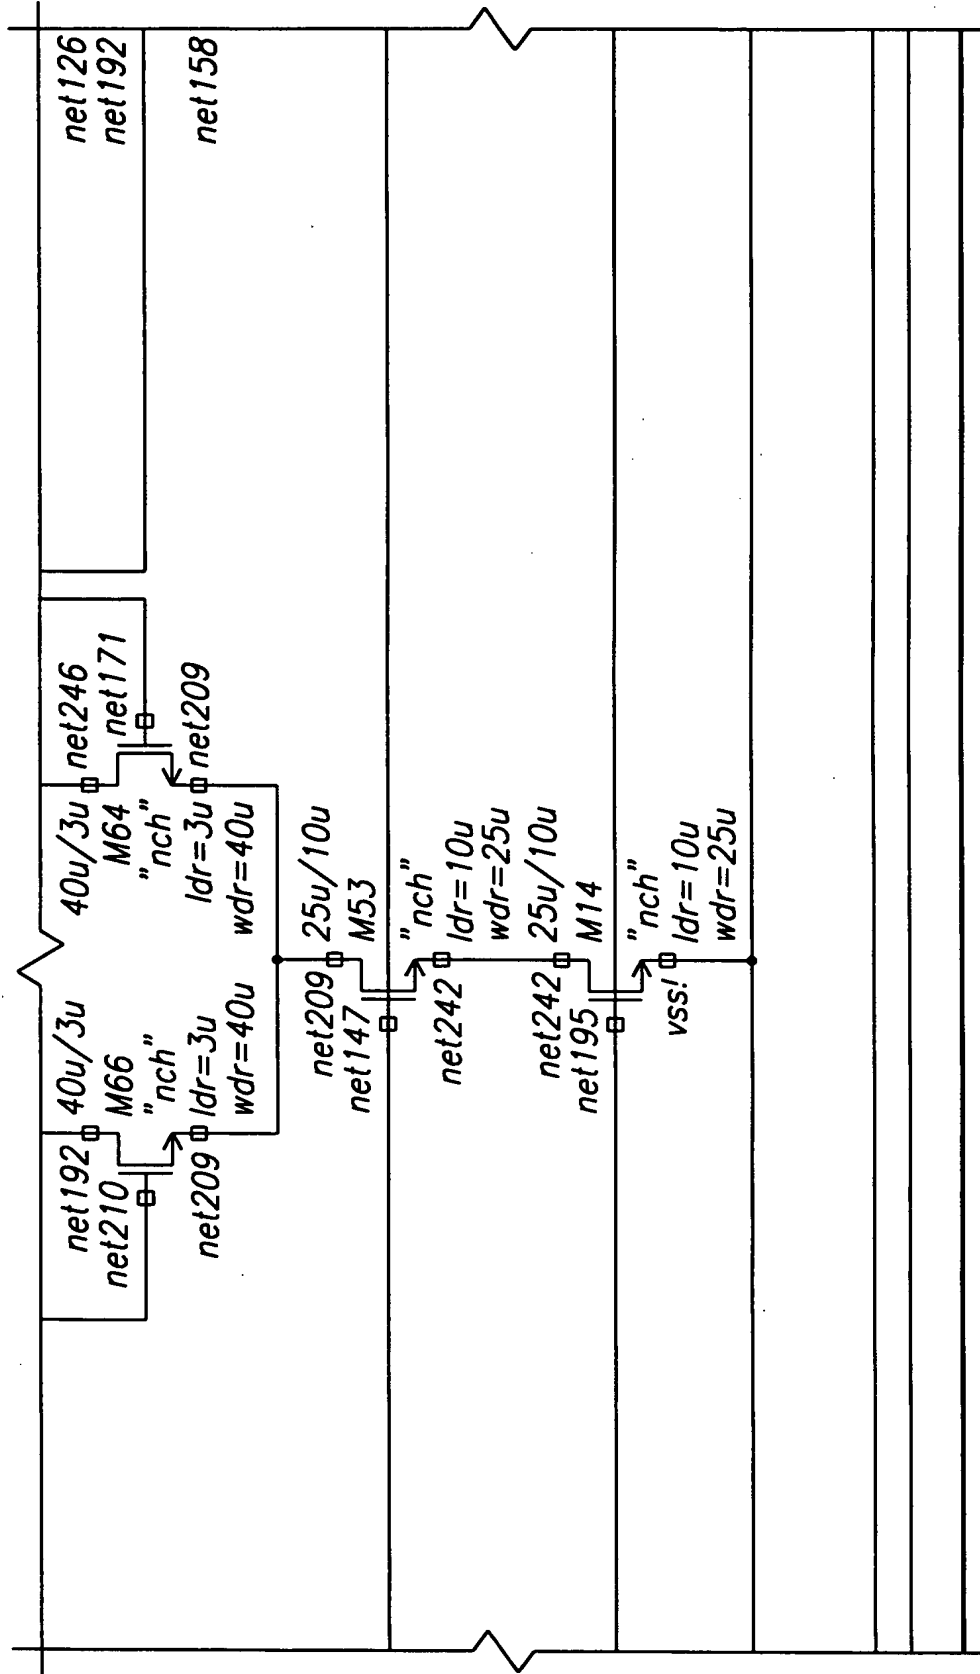 net126
net192
net158
40u/3u
net246
M64
net171
"nch"
ldr=3u
net209
wdr=40u
net192
40u/3u
net210
M66
"nch"
net209
ldr=3u
wdr=40u
net209
25u/10u
net147
M53
"nch"
net242
ldr=10u
wdr=25u
net242
25u/10u
net195
M14
"nch"
vss!
ldr=10u
wdr=25u